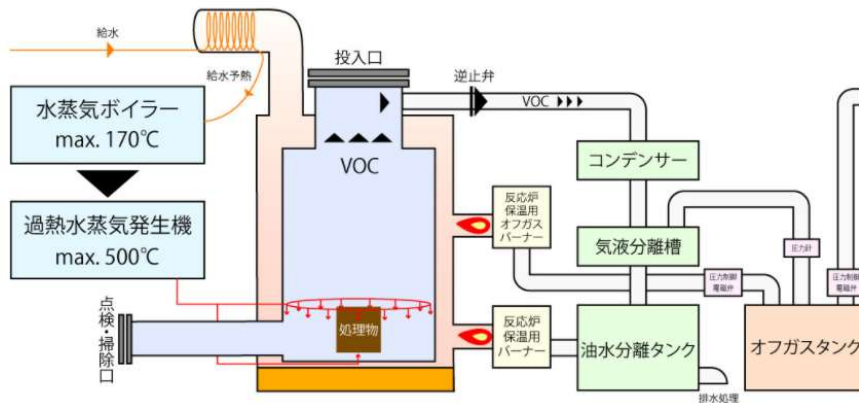 給水
給水予熱
水蒸気ボイラー
max. 170℃
過熱水蒸気発生機
max. 500℃
点検・掃除口
投入口
VOC
処理物
逆止弁
VOC
コンデンサー
気液分離槽
油水分離タンク
排水処理
反応炉
保温用
オフガス
バーナー
反応炉
保温用
バーナー
圧力計
圧力制御
電磁弁
圧力制御
電磁弁
オフガスタンク